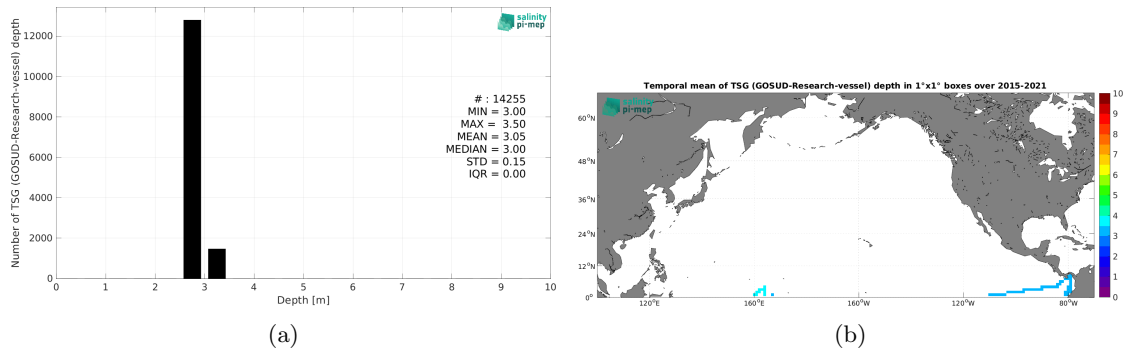 Number of TSG (GOSUD-Research-vessel) depth
12000
10000
8000
6000
4000
2000
0
salinity
pi-mep
# : 14255
MIN = 3.00
MAX = 3.50
MEAN = 3.05
MEDIAN = 3.00
STD = 0.15
IQR = 0.00
0 1 2 3 4 5 6 7 8 9 10
Depth [m]
(a)
Temporal mean of TSG (GOSUD-Research-vessel) depth in 1°x1° boxes over 2015-2021
salinity
pi-mep
60°N
48°N
36°N
24°N
12°N
0°
120°E 160°E 160°W 120°W 80°W
10
9
8
7
6
5
4
3
2
1
0
(b)